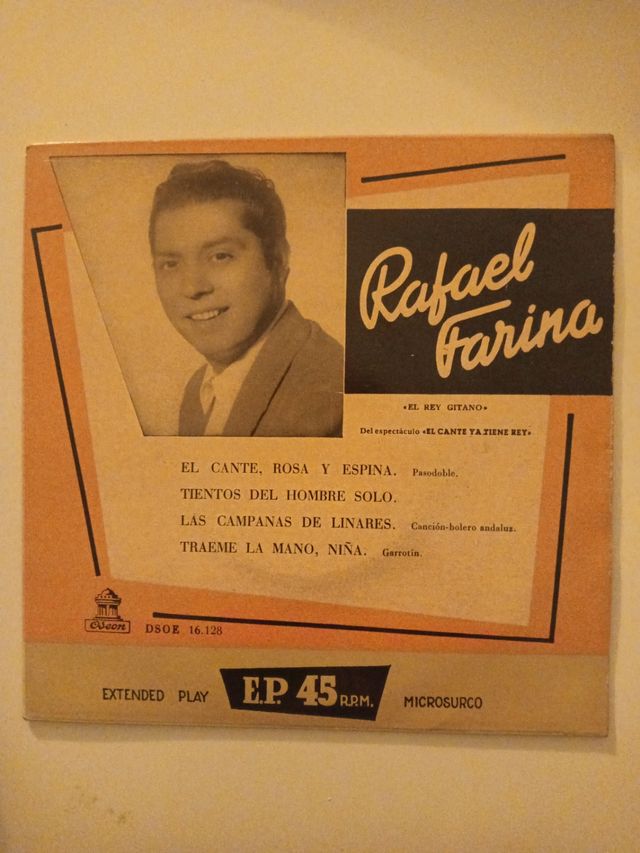 Rafael
Farina
«EL REY GITANO»
Del espectáculo «EL CANTE YA TIENE REY»
EL CANTE, ROSA Y ESPINA. Pasodoble.
TIENTOS DEL HOMBRE SOLO.
LAS CAMPANAS DE LINARES. Canción-bolero andaluz.
TRAEME LA MANO, NIÑA. Garrotín.
Odeon DSOE 16.128
EXTENDED PLAY E.P. 45 R.P.M. MICROSURCO